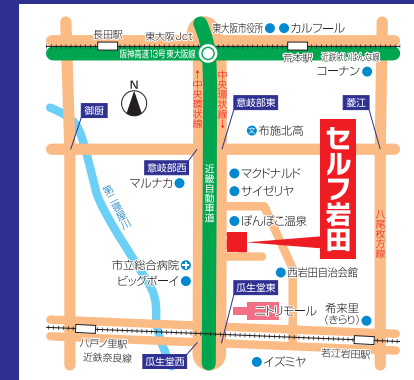 長田駅
東大阪Jct
東大阪市役所
カルフール
阪神高速13号東大阪線
荒本駅
近鉄けいはんな線
コーナン
N
↑中央環状線
中央環状線↓
御厨
意岐部東
菱江
文
布施北高
意岐部西
マルナカ
近畿自動車道
マクドナルド
サイゼリヤ
セルフ岩田
第二寝屋川
ぽんぽこ温泉
八尾枚方線
市立総合病院
ビッグボーイ
西岩田自治会館
瓜生堂東
ニトリモール
希来里
(きらり)
八戸ノ里駅
近鉄奈良線
瓜生堂西
若江岩田駅
イズミヤ